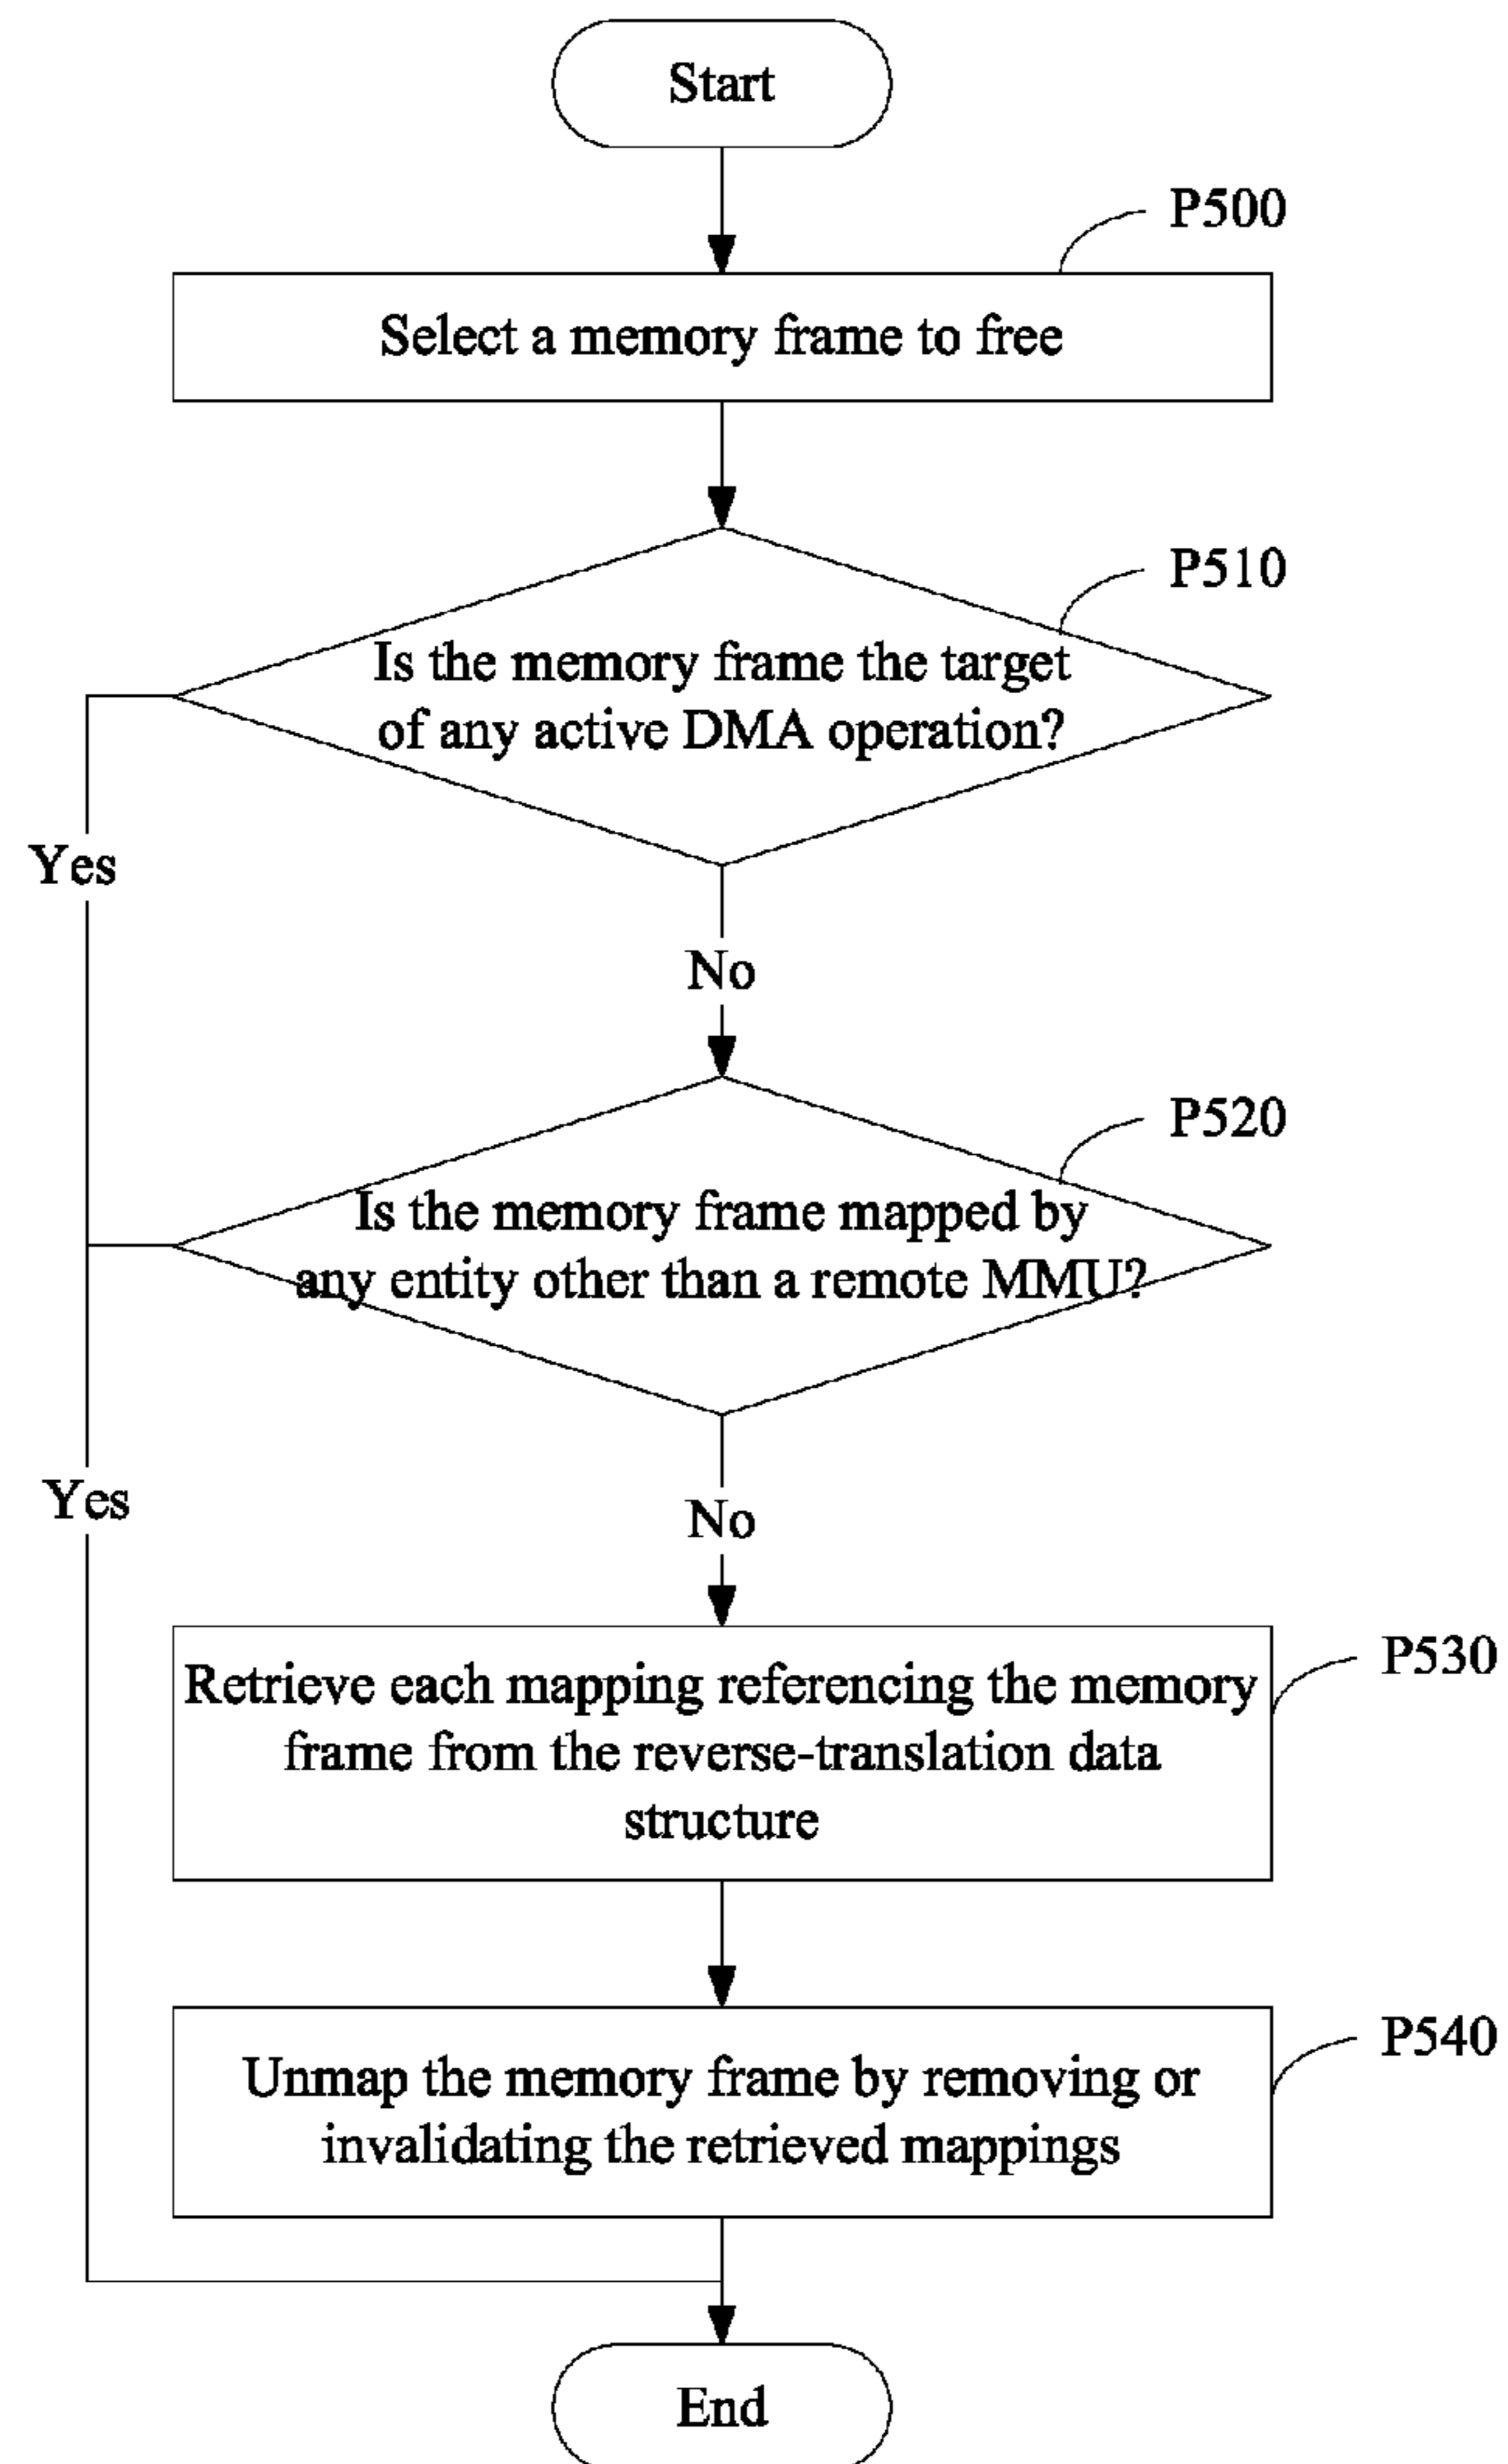 Start
P500
Select a memory frame to free
P510
Is the memory frame the target
of any active DMA operation?
Yes
No
P520
Is the memory frame mapped by
any entity other than a remote MMU?
Yes
No
P530
Retrieve each mapping referencing the memory
frame from the reverse-translation data
structure
P540
Unmap the memory frame by removing or
invalidating the retrieved mappings
End